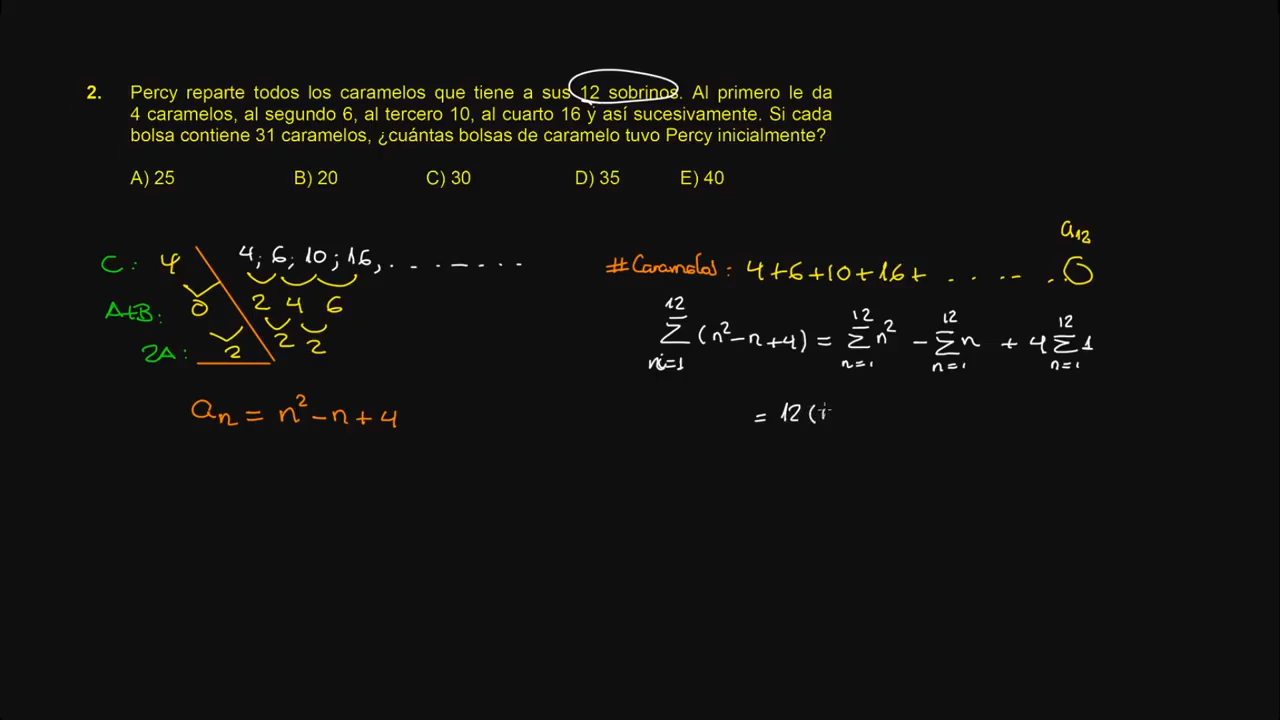 2. Percy reparte todos los caramelos que tiene a sus 12 sobrinos. Al primero le da
4 caramelos, al segundo 6, al tercero 10, al cuarto 16 y así sucesivamente. Si cada
bolsa contiene 31 caramelos, ¿cuántas bolsas de caramelo tuvo Percy inicialmente?
A) 25 B) 20 C) 30 D) 35 E) 40
C: 4 4; 6; 10; 16, . . . – . . .
A+B: 0 2 4 6
2A: 2 2 2
aₙ = n² – n + 4
a₁₂
#Caramelos: 4+6+10+16+ . . . . . .
12 12 12 12
Σ (n² – n + 4) = Σ n² – Σ n + 4 Σ 1
n=1 n=1 n=1 n=1
= 12 (